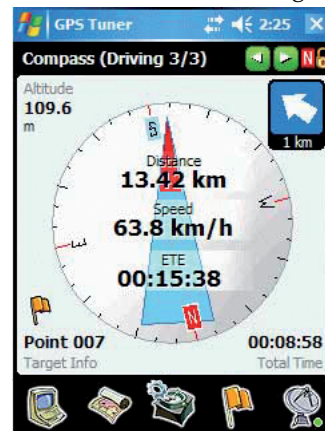 GPS Tuner 2:25
Compass (Driving 3/3) N
Altitude
109.6
m
1 km
S
Distance
13.42 km
Speed
63.8 km/h
W
E
ETE
00:15:38
N
Point 007 00:08:58
Target Info Total Time